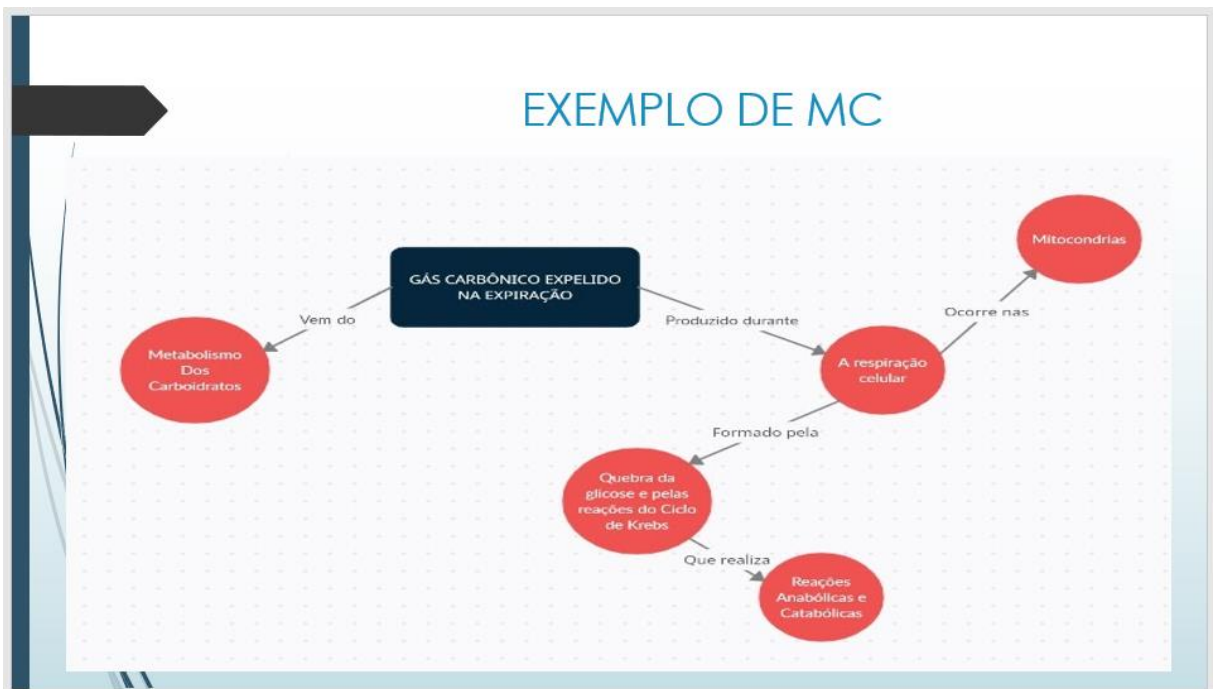 EXEMPLO DE MC
GÁS CARBÔNICO EXPELIDO
NA EXPIRAÇÃO
Vem do
Metabolismo
Dos
Carboidratos
Produzido durante
A respiração
celular
Ocorre nas
Mitocondrias
Formado pela
Quebra da
glicose e pelas
reações do Ciclo
de Krebs
Que realiza
Reações
Anabólicas e
Catabólicas